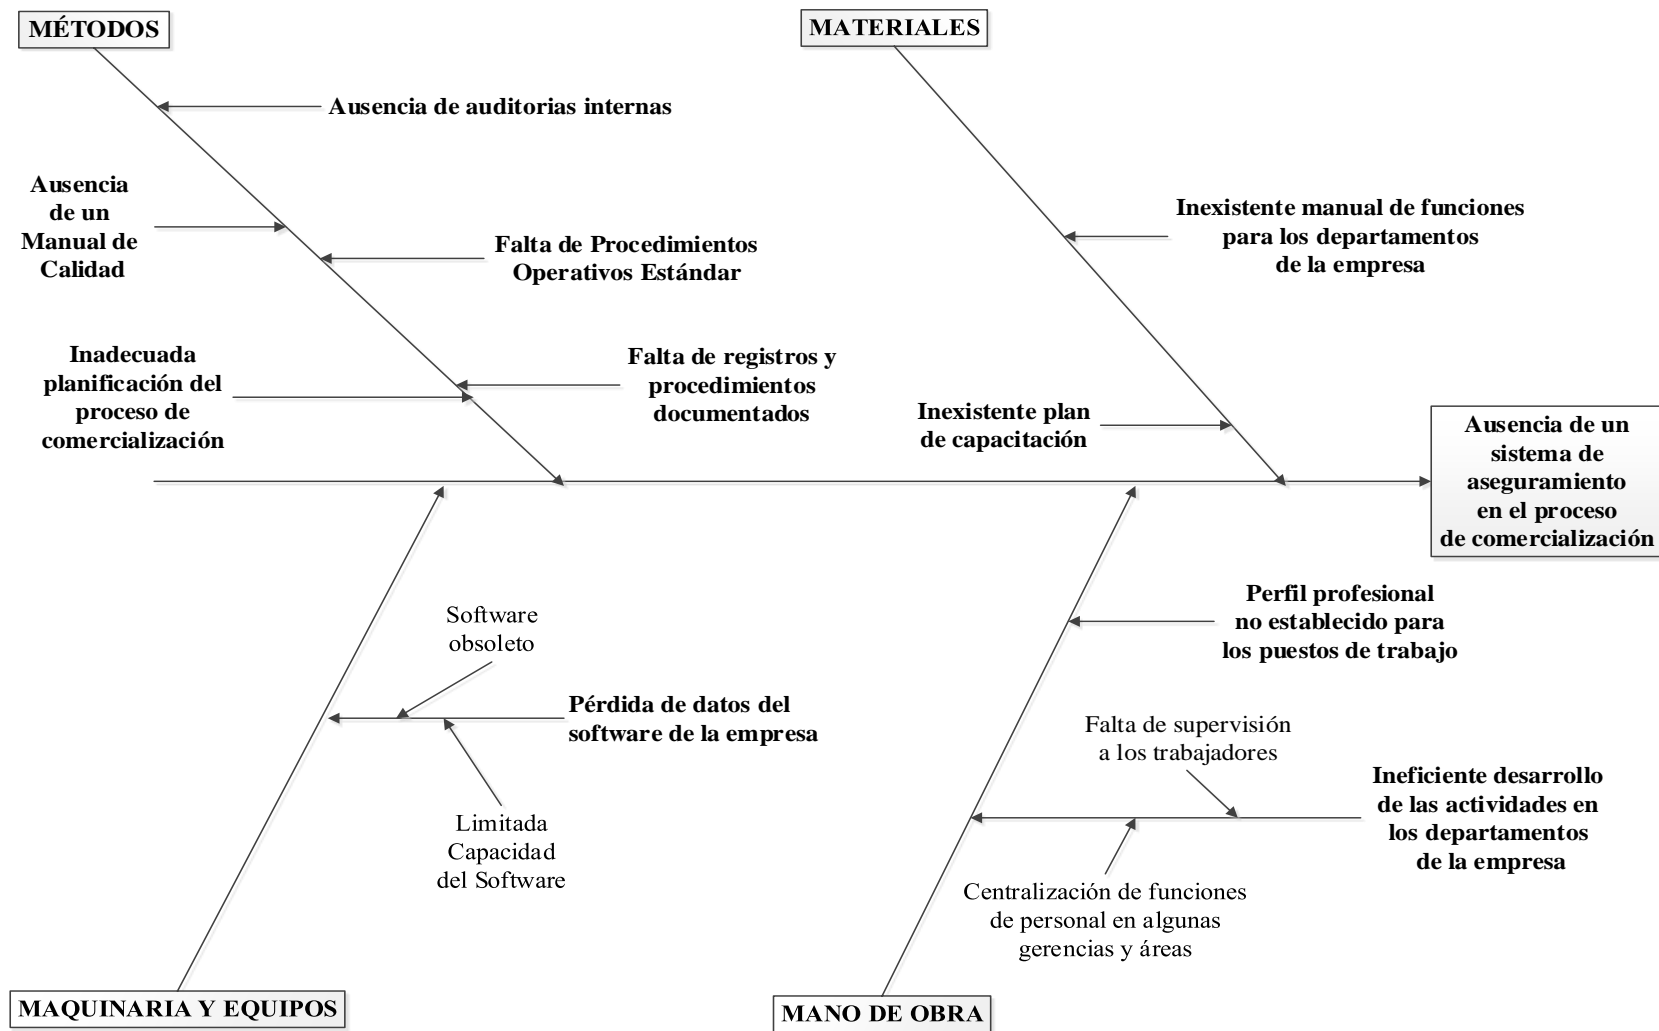 MÉTODOS
MATERIALES
Ausencia de auditorias internas
Ausencia
de un
Manual de
Calidad
Falta de Procedimientos
Operativos Estándar
Inexistente manual de funciones
para los departamentos
de la empresa
Inadecuada
planificación del
proceso de
comercialización
Falta de registros y
procedimientos
documentados
Inexistente plan
de capacitación
Ausencia de un
sistema de
aseguramiento
en el proceso
de comercialización
Software
obsoleto
Pérdida de datos del
software de la empresa
Limitada
Capacidad
del Software
Perfil profesional
no establecido para
los puestos de trabajo
Falta de supervisión
a los trabajadores
Ineficiente desarrollo
de las actividades en
los departamentos
de la empresa
Centralización de funciones
de personal en algunas
gerencias y áreas
MAQUINARIA Y EQUIPOS
MANO DE OBRA